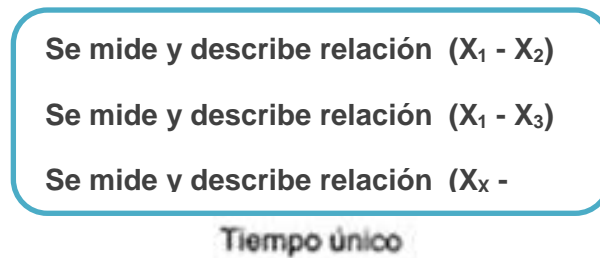 Se mide y describe relación (X₁ - X₂)
Se mide y describe relación (X₁ - X₃)
Se mide y describe relación (Xₓ -
Tiempo único